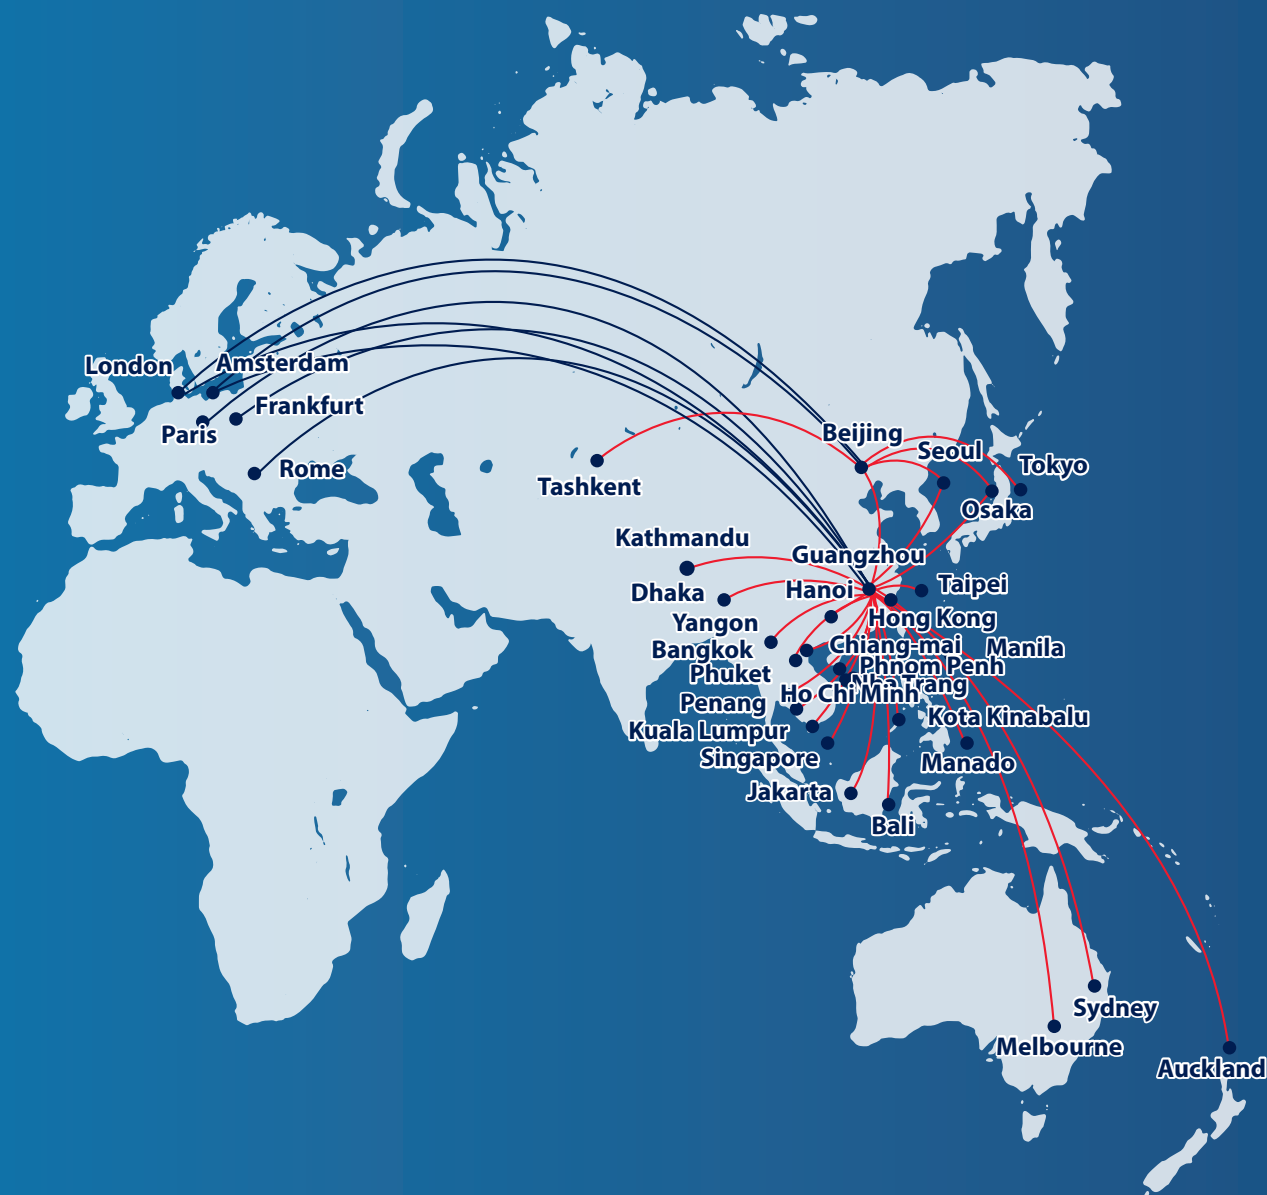 London
Amsterdam
Frankfurt
Paris
Rome
Beijing
Seoul
Tokyo
Tashkent
Osaka
Kathmandu
Guangzhou
Dhaka
Hanoi
Taipei
Yangon
Hong Kong
Bangkok
Chiang-mai
Manila
Phuket
Phnom Penh
Nha Trang
Penang
Ho Chi Minh
Kuala Lumpur
Kota Kinabalu
Singapore
Manado
Jakarta
Bali
Sydney
Melbourne
Auckland